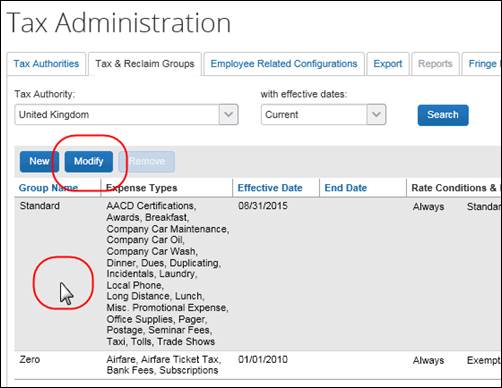 Tax Administration
Tax Authorities Tax & Reclaim Groups Employee Related Configurations Export Reports Fringe
Tax Authority: with effective dates:
United Kingdom Current Search
New Modify Remove
Group Name Expense Types Effective Date End Date Rate Conditions &
Standard AACD Certifications, 08/31/2015 Always
Awards, Breakfast,
Company Car Maintenance,
Company Car Oil,
Company Car Wash,
Dinner, Dues, Duplicating,
Incidentals, Laundry,
Local Phone,
Long Distance, Lunch,
Misc. Promotional Expense,
Office Supplies, Pager,
Postage, Seminar Fees,
Taxi, Tolls, Trade Shows
Zero Airfare, Airfare Ticket Tax, 01/01/2010 Always
Bank Fees, Subscriptions